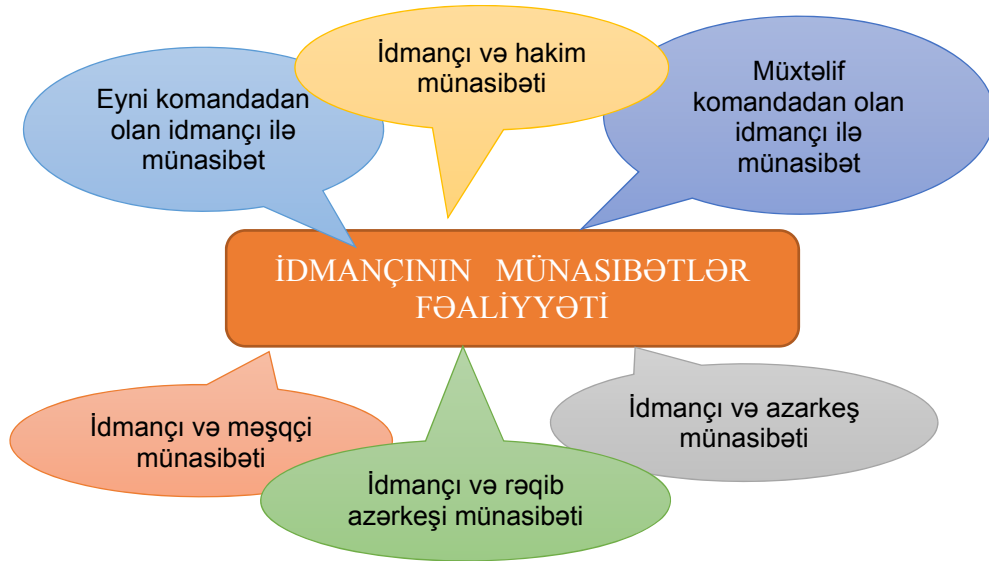 Eyni komandadan
olan idmançı ilə
münasibət
İdmançı və hakim
münasibəti
Müxtəlif
komandadan olan
idmançı ilə
münasibət
İDMANÇININ MÜNASIBƏTLƏR
FƏALİYYƏTİ
İdmançı və məşqçi
münasibəti
İdmançı və rəqib
azərkeşi münasibəti
İdmançı və azarkeş
münasibəti